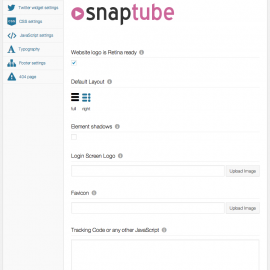 snaptube
Twitter widget settings
CSS settings
JavaScript settings
Typography
Footer settings
404 page
Website logo is Retina ready
Default Layout
full right
Element shadows
Login Screen Logo
Upload Image
Favicon
Upload Image
Tracking Code or any other JavaScript